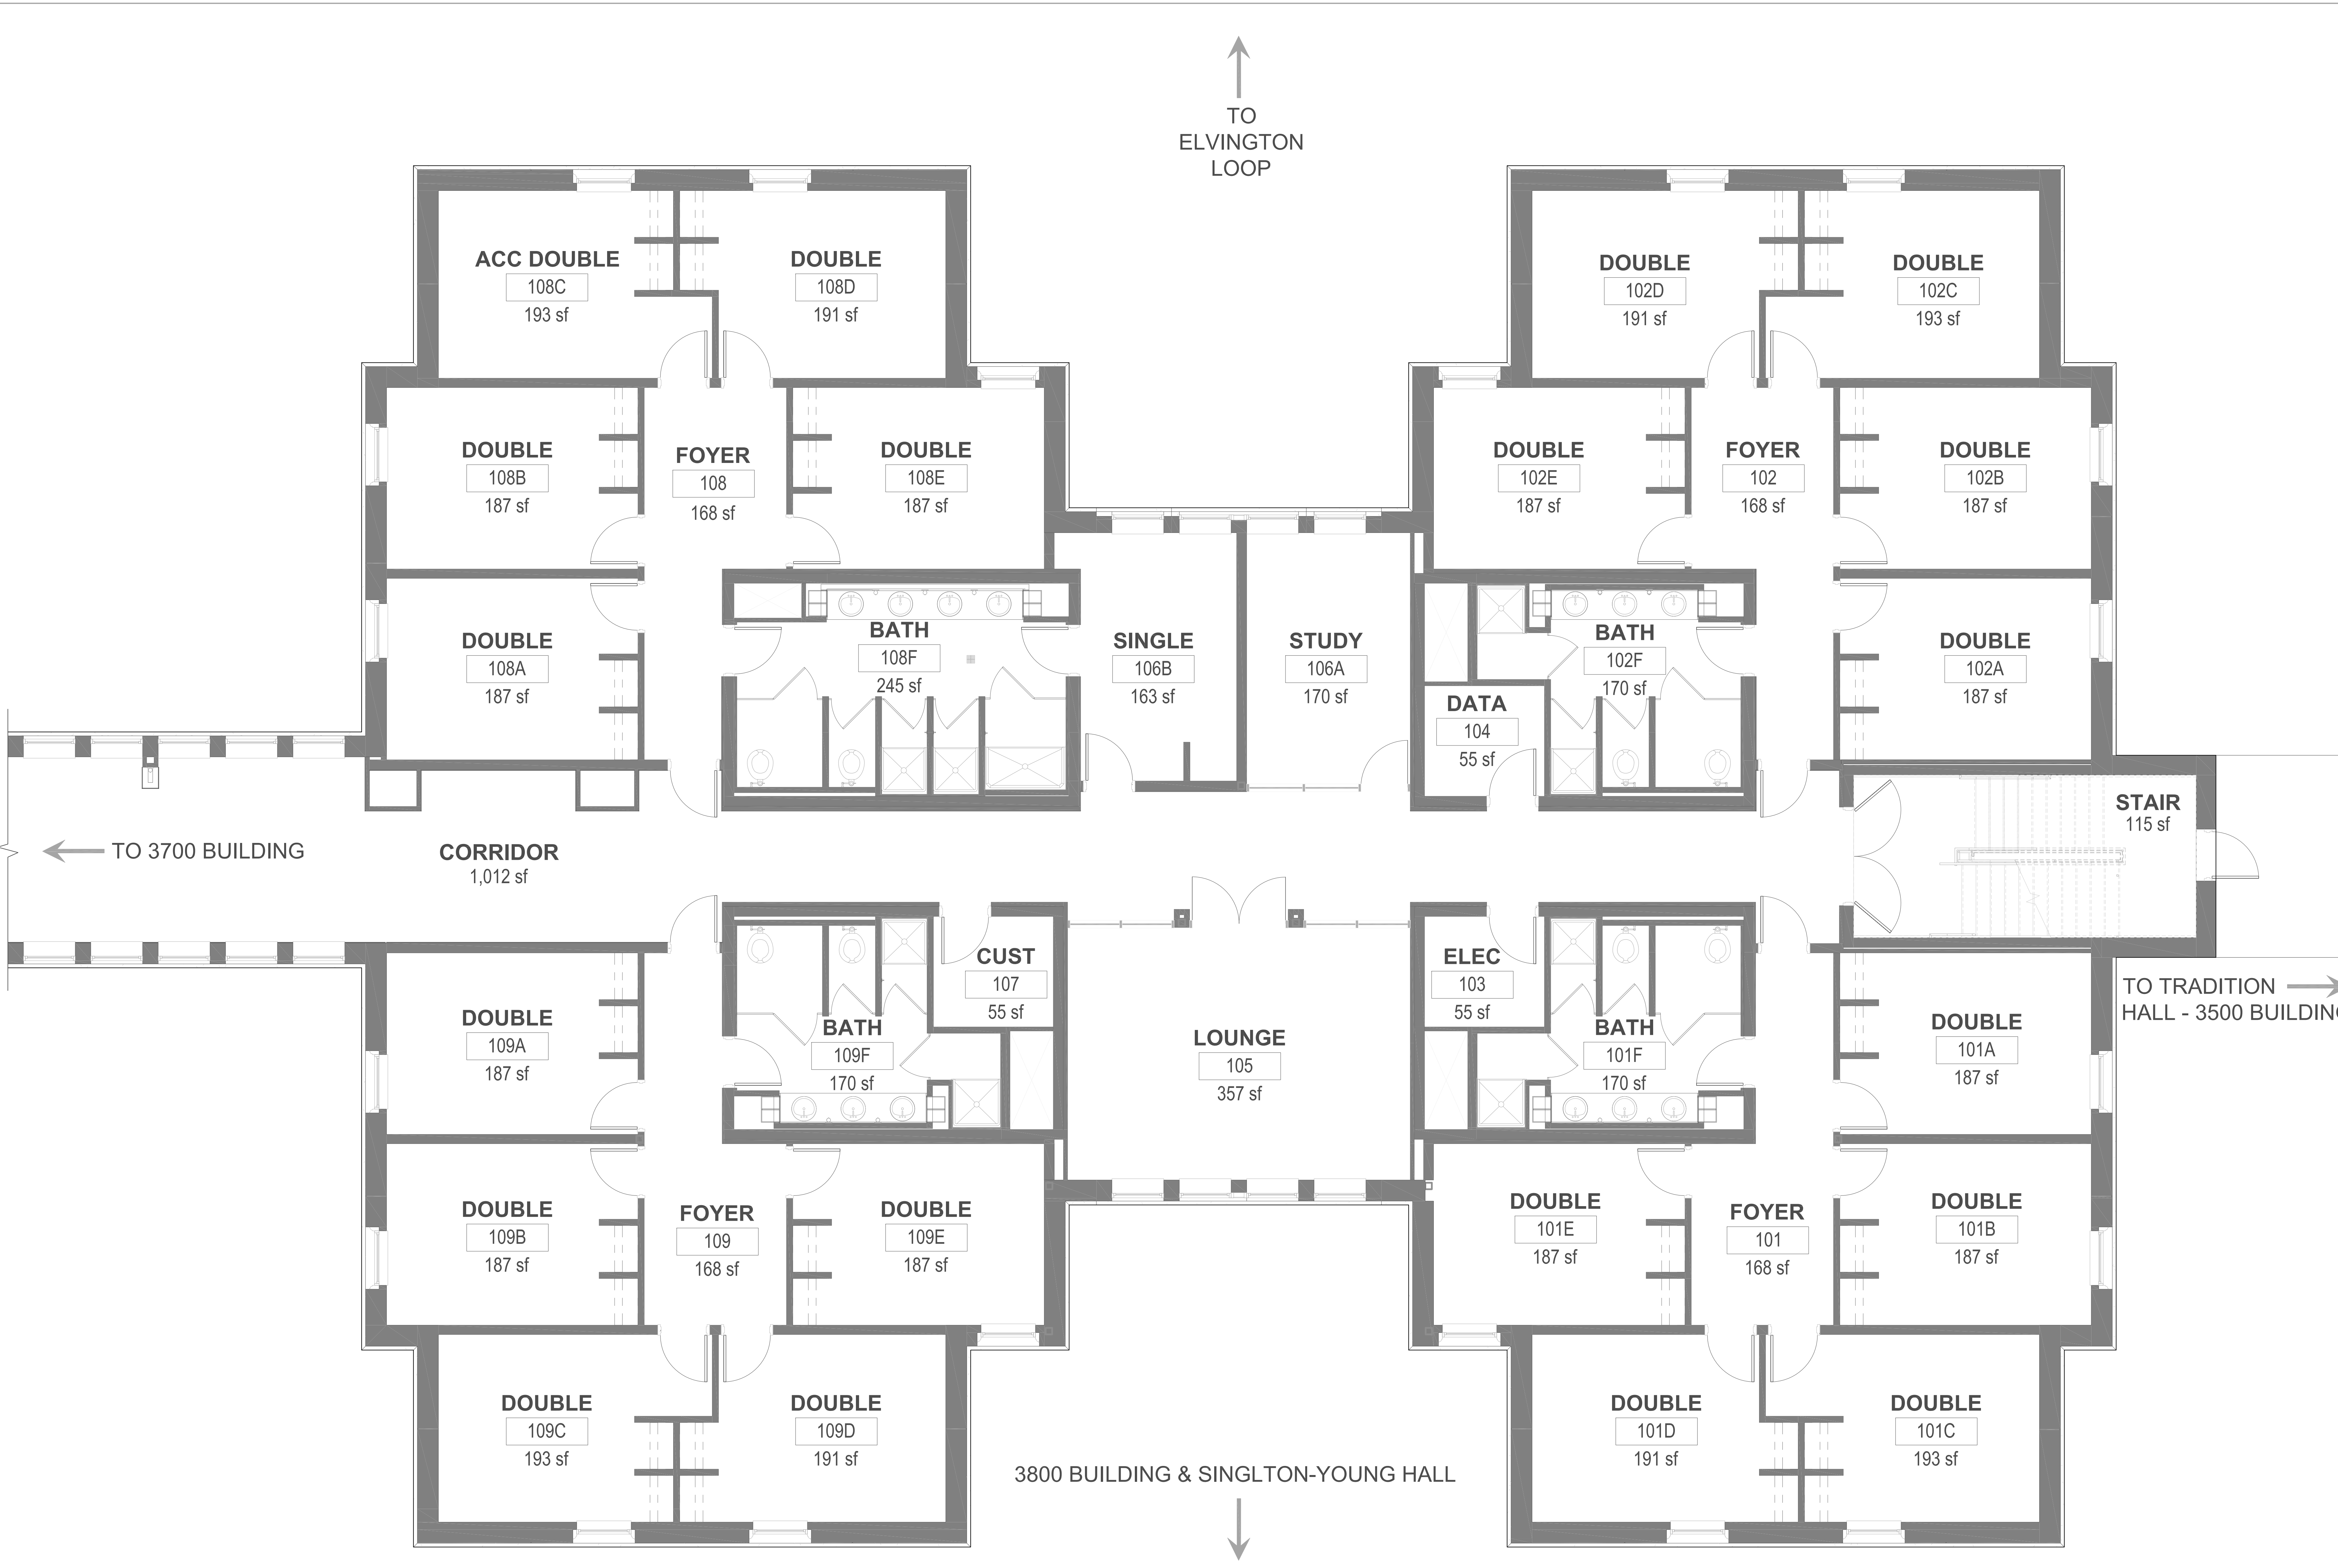 TO
ELVINGTON
LOOP
ACC DOUBLE
108C
193 sf
DOUBLE
108D
191 sf
DOUBLE
102D
191 sf
DOUBLE
102C
193 sf
DOUBLE
108B
187 sf
FOYER
108
168 sf
DOUBLE
108E
187 sf
DOUBLE
102E
187 sf
FOYER
102
168 sf
DOUBLE
102B
187 sf
DOUBLE
108A
187 sf
BATH
108F
245 sf
SINGLE
106B
163 sf
STUDY
106A
170 sf
BATH
102F
170 sf
DATA
104
55 sf
DOUBLE
102A
187 sf
STAIR
115 sf
TO 3700 BUILDING
CORRIDOR
1,012 sf
DOUBLE
109A
187 sf
BATH
109F
170 sf
CUST
107
55 sf
LOUNGE
105
357 sf
ELEC
103
55 sf
BATH
101F
170 sf
DOUBLE
101A
187 sf
TO TRADITION
HALL - 3500 BUILDING
DOUBLE
109B
187 sf
FOYER
109
168 sf
DOUBLE
109E
187 sf
DOUBLE
101E
187 sf
FOYER
101
168 sf
DOUBLE
101B
187 sf
DOUBLE
109C
193 sf
DOUBLE
109D
191 sf
DOUBLE
101D
191 sf
DOUBLE
101C
193 sf
3800 BUILDING & SINGLTON-YOUNG HALL